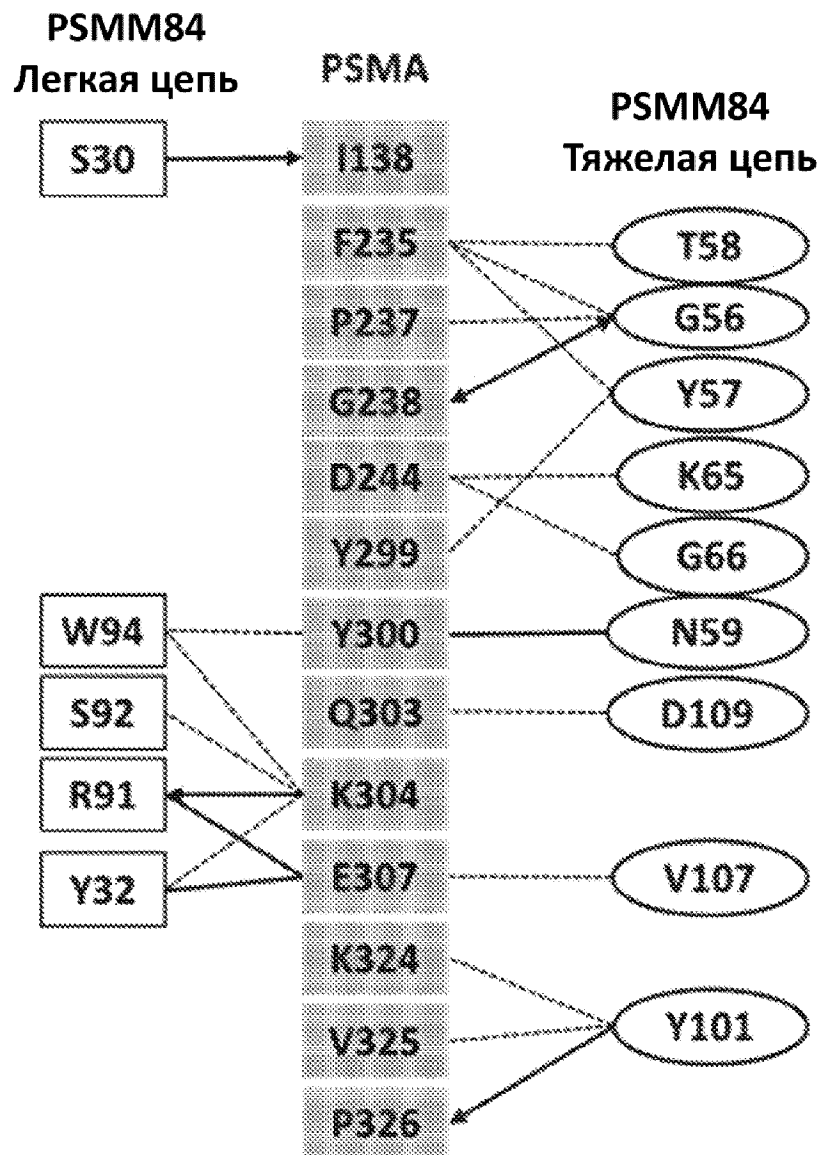 PSMM84
Легкая цепь
PSMA
PSMM84
Тяжелая цепь
S30
I138
F235
T58
P237
G56
G238
Y57
D244
K65
Y299
G66
W94
Y300
N59
S92
Q303
D109
R91
K304
Y32
E307
V107
K324
V325
Y101
P326